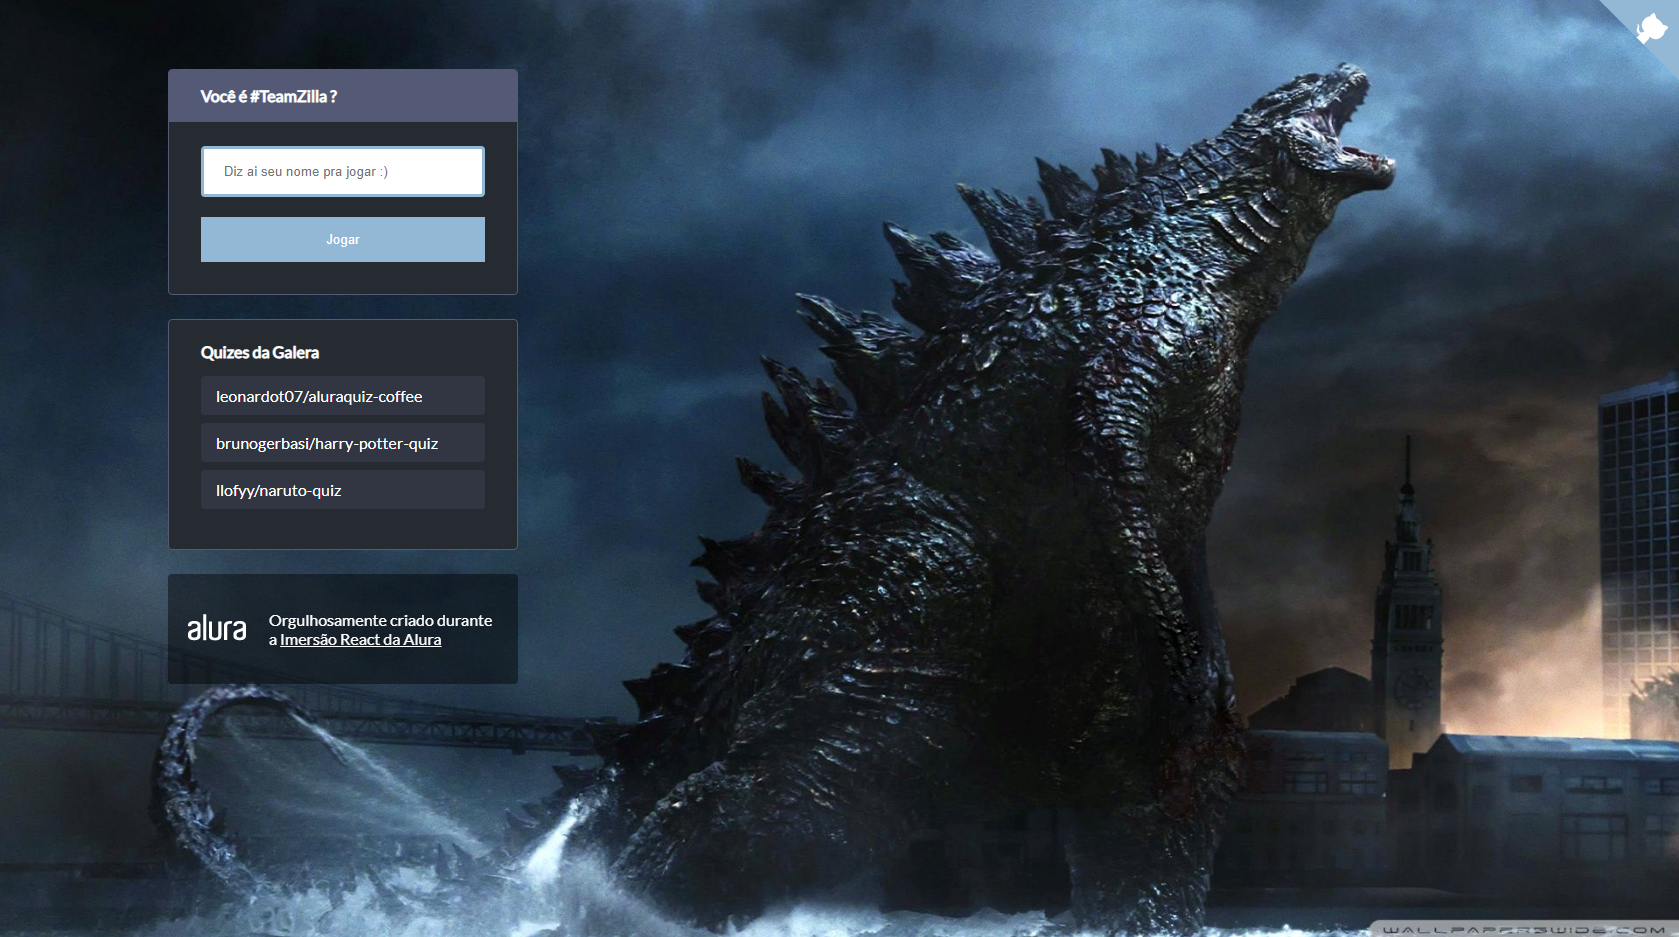 Você é #TeamZilla ?
Diz ai seu nome pra jogar :)
Jogar
Quizes da Galera
leonardot07/aluraquiz-coffee
brunogerbasi/harry-potter-quiz
llofyy/naruto-quiz
alura
Orgulhosamente criado durante
a Imersão React da Alura
WALLPAPERSWIDE.COM